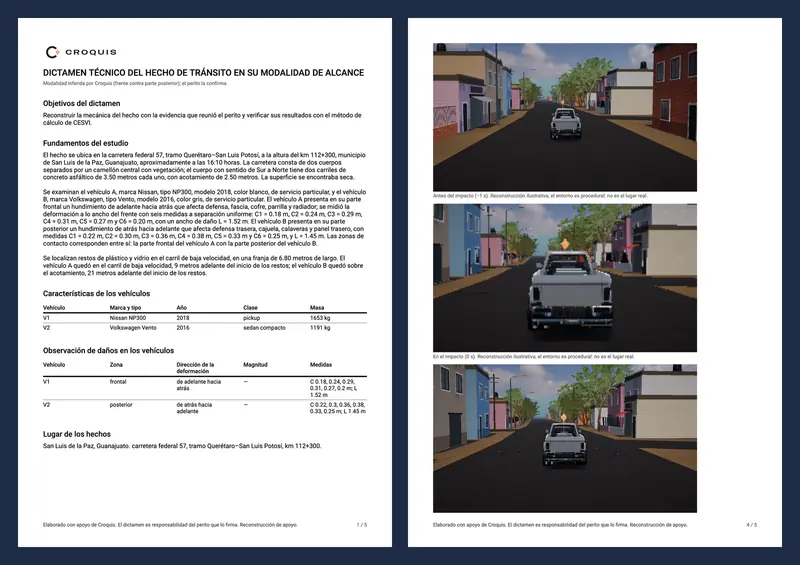 CROQUIS
DICTAMEN TÉCNICO DEL HECHO DE TRÁNSITO EN SU MODALIDAD DE ALCANCE
Modalidad inferida por Croquis (frente contra parte posterior); el perito la confirma.
Objetivos del dictamen
Reconstruir la mecánica del hecho con la evidencia que reunió el perito y verificar sus resultados con el método de
cálculo de CESVI.
Fundamentos del estudio
El hecho se ubica en la carretera federal 57, tramo Querétaro–San Luis Potosí, a la altura del km 112+300, municipio
de San Luis de la Paz, Guanajuato, aproximadamente a las 16:10 horas. La carretera consta de dos cuerpos
separados por un camellón central con vegetación; el cuerpo con sentido de Sur a Norte tiene dos carriles de
concreto asfáltico de 3.50 metros cada uno, con acotamiento de 2.50 metros. La superficie se encontraba seca.
Se examinan el vehículo A, marca Nissan, tipo NP300, modelo 2018, color blanco, de servicio particular, y el vehículo
B, marca Volkswagen, tipo Vento, modelo 2016, color gris, de servicio particular. El vehículo A presenta en su parte
frontal un hundimiento de adelante hacia atrás que afecta defensa, fascia, cofre, parrilla y radiador; se midió la
deformación a lo ancho del frente con seis medidas a separación uniforme: C1 = 0.18 m, C2 = 0.24 m, C3 = 0.29 m,
C4 = 0.31 m, C5 = 0.27 m y C6 = 0.20 m, con un ancho de daño L = 1.52 m. El vehículo B presenta en su parte
posterior un hundimiento de atrás hacia adelante que afecta defensa trasera, cajuela, calaveras y panel trasero, con
medidas C1 = 0.22 m, C2 = 0.30 m, C3 = 0.36 m, C4 = 0.38 m, C5 = 0.33 m y C6 = 0.25 m, y L = 1.45 m. Las zonas de
contacto corresponden entre sí: la parte frontal del vehículo A con la parte posterior del vehículo B.
Se localizan restos de plástico y vidrio en el carril de baja velocidad, en una franja de 6.80 metros de largo. El
vehículo A quedó en el carril de baja velocidad, 9 metros adelante del inicio de los restos; el vehículo B quedó sobre
el acotamiento, 21 metros adelante del inicio de los restos.
Características de los vehículos
Vehículo Marca y tipo Año Clase Masa
V1 Nissan NP300 2018 pickup 1653 kg
V2 Volkswagen Vento 2016 sedan compacto 1191 kg
Observación de daños en los vehículos
Vehículo Zona Dirección de la deformación Magnitud Medidas
V1 frontal de adelante hacia atrás — C 0.18, 0.24, 0.29, 0.31, 0.27, 0.2 m; L 1.52 m
V2 posterior de atrás hacia adelante — C 0.22, 0.3, 0.36, 0.38, 0.33, 0.25 m; L 1.45 m
Lugar de los hechos
San Luis de la Paz, Guanajuato. carretera federal 57, tramo Querétaro–San Luis Potosí, km 112+300.
Elaborado con apoyo de Croquis. El dictamen es responsabilidad del perito que lo firma. Reconstrucción de apoyo.
1 / 5
Antes del impacto (−1 s). Reconstrucción ilustrativa; el entorno es procedural: no es el lugar real.
En el impacto (0 s). Reconstrucción ilustrativa; el entorno es procedural: no es el lugar real.
Elaborado con apoyo de Croquis. El dictamen es responsabilidad del perito que lo firma. Reconstrucción de apoyo.
4 / 5